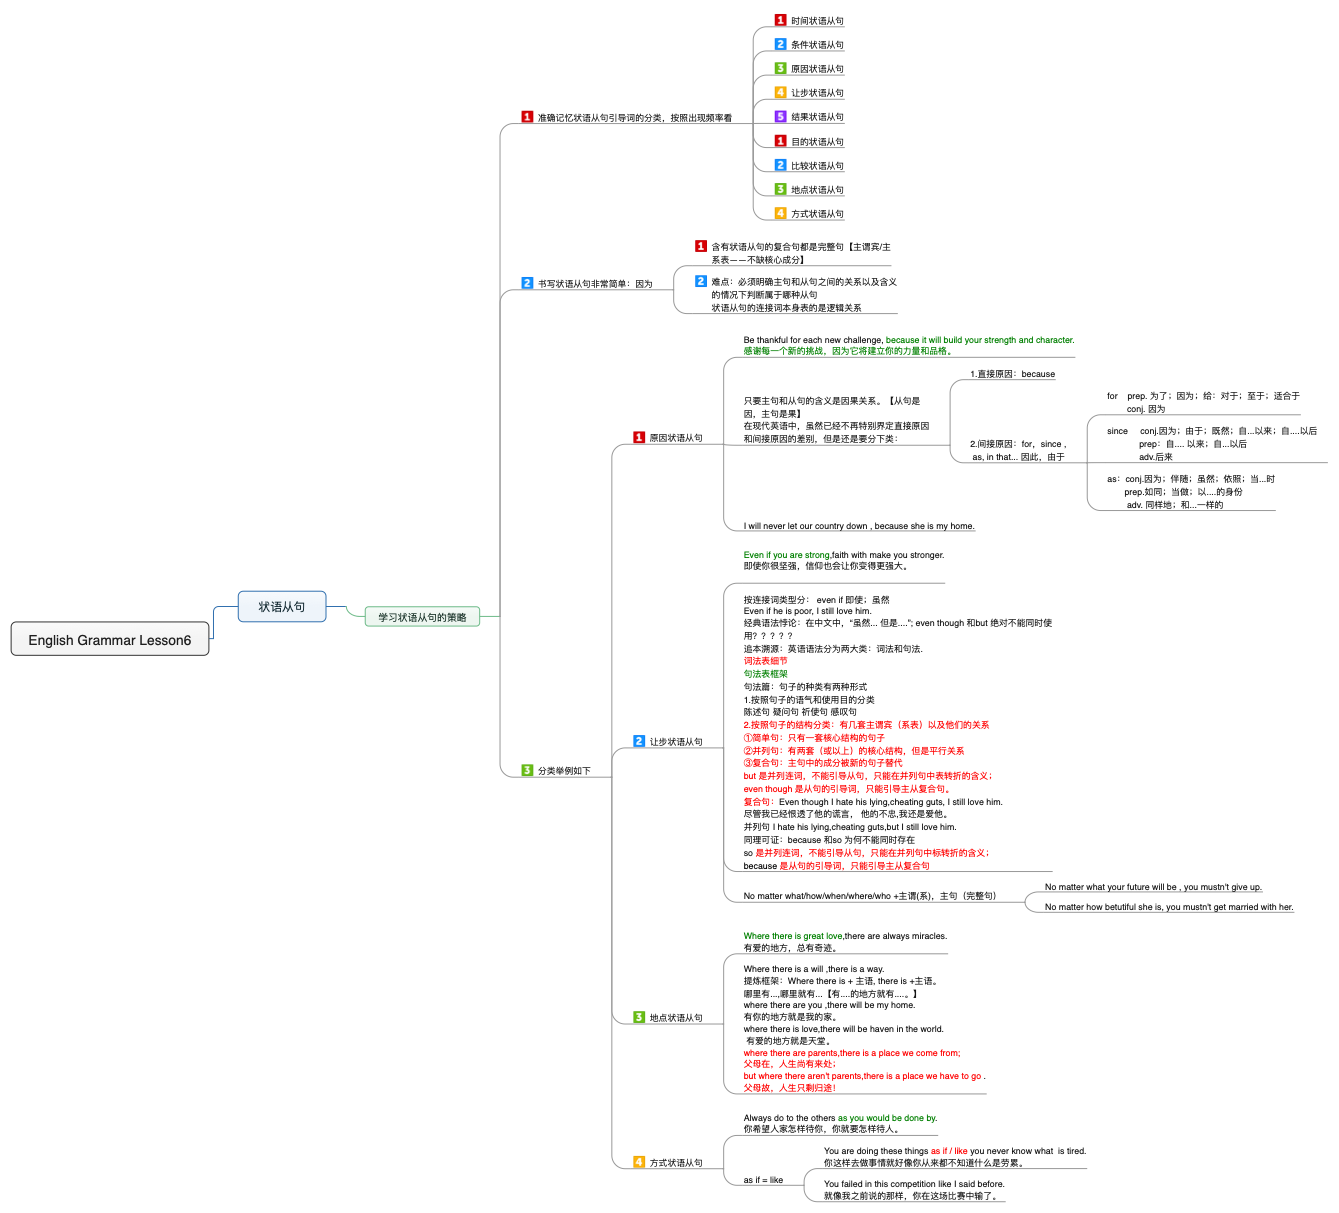 English Grammar Lesson6
状语从句
学习状语从句的策略
1 准确记忆状语从句引导词的分类，按照出现频率看
1 时间状语从句
2 条件状语从句
3 原因状语从句
4 让步状语从句
5 结果状语从句
1 目的状语从句
2 比较状语从句
3 地点状语从句
4 方式状语从句
2 书写状语从句非常简单：因为
1 含有状语从句的复合句都是完整句【主谓宾/主
系表——不缺核心成分】
2 难点：必须明确主句和从句之间的关系以及含义
的情况下判断属于哪种从句
状语从句的连接词本身表的是逻辑关系
3 分类举例如下
1 原因状语从句
Be thankful for each new challenge, because it will build your strength and character.
感谢每一个新的挑战，因为它将建立你的力量和品格。
只要主句和从句的含义是因果关系。【从句是
因，主句是果】
在现代英语中，虽然已经不再特别界定直接原因
和间接原因的差别，但是还是要分下类：
1.直接原因：because
2.间接原因：for，since ,
as, in that... 因此，由于
for prep. 为了；因为；给：对于；至于；适合于
conj. 因为
since conj.因为；由于；既然；自...以来；自....以后
prep：自.... 以来；自...以后
adv.后来
as：conj.因为；伴随；虽然；依照；当...时
prep.如同；当做；以....的身份
adv. 同样地；和...一样的
I will never let our country down , because she is my home.
2 让步状语从句
Even if you are strong,faith with make you stronger.
即使你很坚强，信仰也会让你变得更强大。
按连接词类型分： even if 即使；虽然
Even if he is poor, I still love him.
经典语法悖论：在中文中，“虽然... 但是....”; even though 和but 绝对不能同时使
用？？？？？
追本溯源：英语语法分为两大类：词法和句法.
词法表细节
句法表框架
句法篇：句子的种类有两种形式
1.按照句子的语气和使用目的分类
陈述句 疑问句 祈使句 感叹句
2.按照句子的结构分类：有几套主谓宾（系表）以及他们的关系
①简单句：只有一套核心结构的句子
②并列句：有两套（或以上）的核心结构，但是平行关系
③复合句：主句中的成分被新的句子替代
but 是并列连词，不能引导从句，只能在并列句中表转折的含义；
even though 是从句的引导词，只能引导主从复合句。
复合句：Even though I hate his lying,cheating guts, I still love him.
尽管我已经恨透了他的谎言， 他的不忠,我还是爱他。
并列句 I hate his lying,cheating guts,but I still love him.
同理可证：because 和so 为何不能同时存在
so 是并列连词，不能引导从句，只能在并列句中标转折的含义；
because 是从句的引导词，只能引导主从复合句
No matter what/how/when/where/who +主谓(系)，主句（完整句）
No matter what your future will be , you mustn't give up.
No matter how betutiful she is, you mustn't get married with her.
3 地点状语从句
Where there is great love,there are always miracles.
有爱的地方，总有奇迹。
Where there is a will ,there is a way.
提炼框架：Where there is + 主语, there is +主语。
哪里有...,哪里就有...【有....的地方就有....。】
where there are you ,there will be my home.
有你的地方就是我的家。
where there is love,there will be haven in the world.
有爱的地方就是天堂。
where there are parents,there is a place we come from;
父母在，人生尚有来处；
but where there aren't parents,there is a place we have to go .
父母故，人生只剩归途！
4 方式状语从句
Always do to the others as you would be done by.
你希望人家怎样待你，你就要怎样待人。
as if = like
You are doing these things as if / like you never know what is tired.
你这样去做事情就好像你从来都不知道什么是劳累。
You failed in this competition like I said before.
就像我之前说的那样，你在这场比赛中输了。